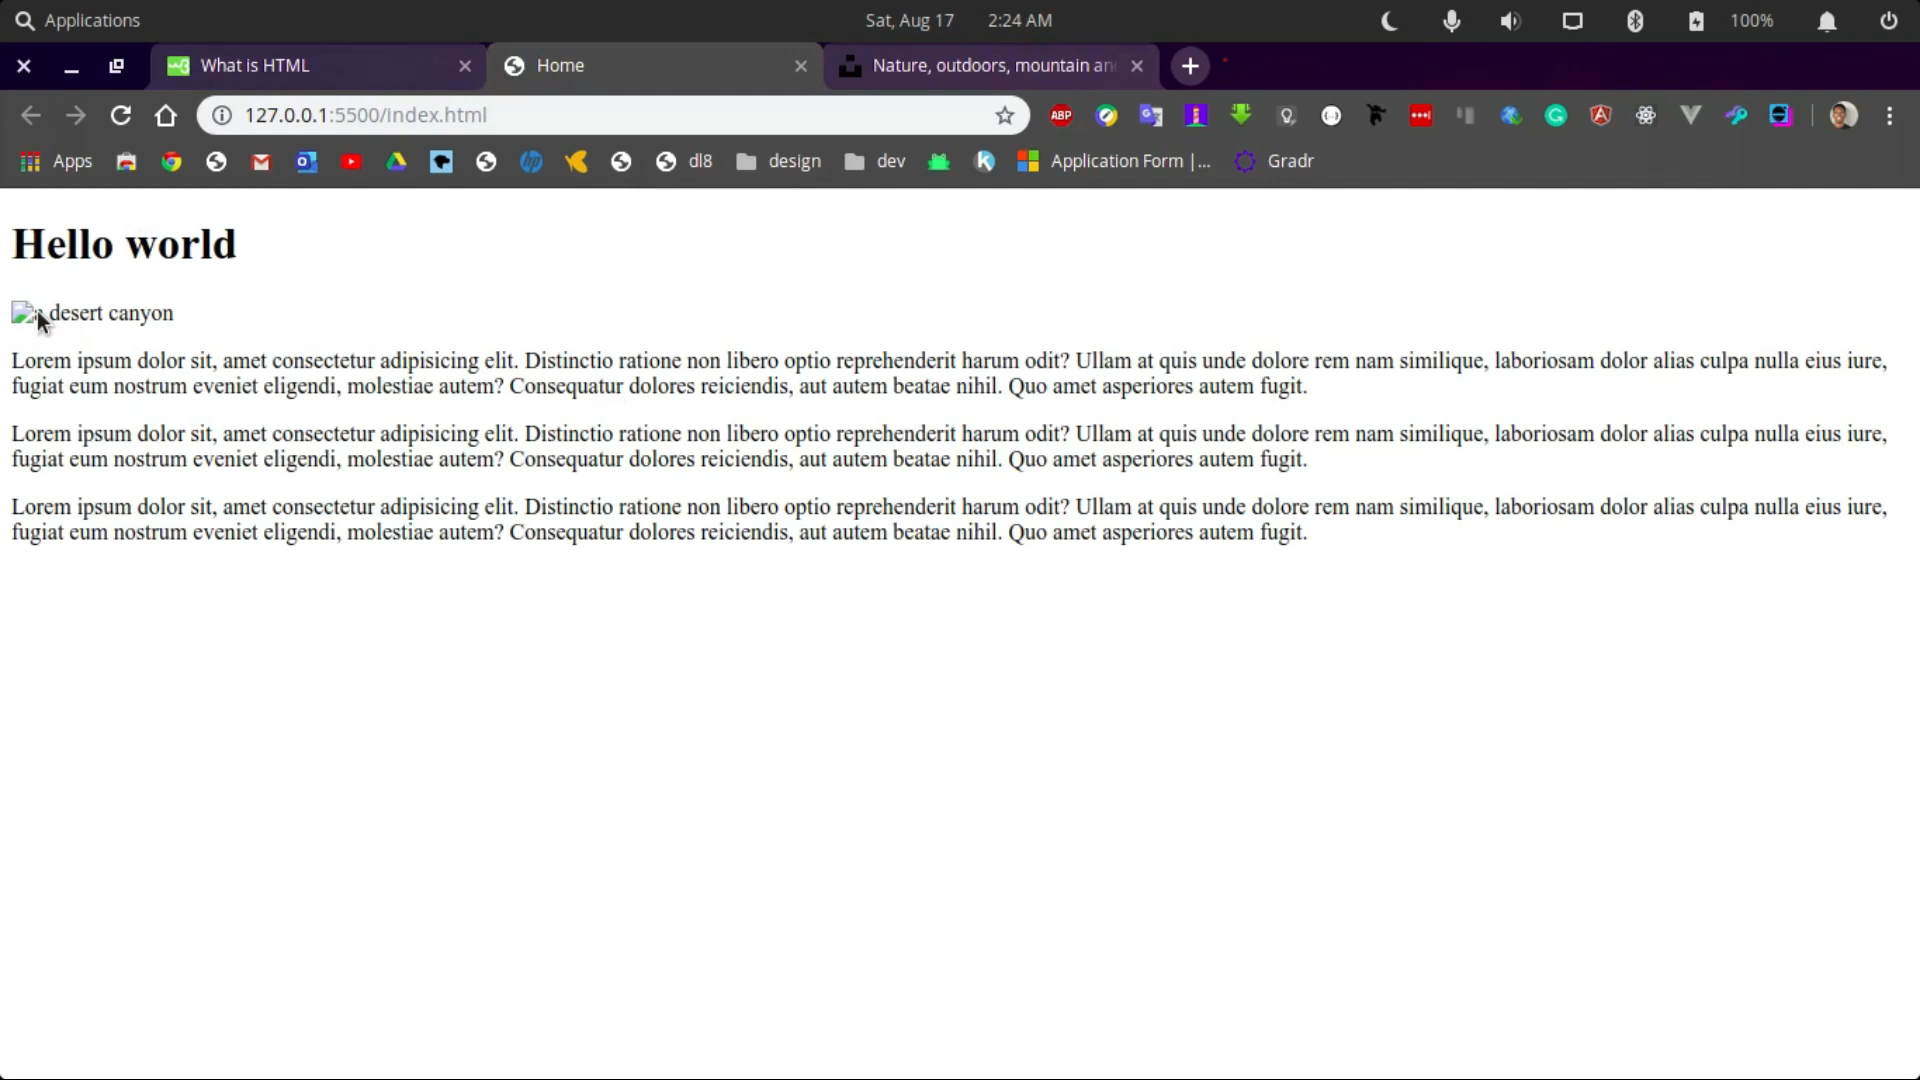 Applications
Sat, Aug 17 2:24 AM
100%
What is HTML
Home
Nature, outdoors, mountain an
127.0.0.1:5500/index.html
ABP
Apps
dl8
design
dev
Application Form |...
Gradr
Hello world
desert canyon
Lorem ipsum dolor sit, amet consectetur adipisicing elit. Distinctio ratione non libero optio reprehenderit harum odit? Ullam at quis unde dolore rem nam similique, laboriosam dolor alias culpa nulla eius iure,
fugiat eum nostrum eveniet eligendi, molestiae autem? Consequatur dolores reiciendis, aut autem beatae nihil. Quo amet asperiores autem fugit.
Lorem ipsum dolor sit, amet consectetur adipisicing elit. Distinctio ratione non libero optio reprehenderit harum odit? Ullam at quis unde dolore rem nam similique, laboriosam dolor alias culpa nulla eius iure,
fugiat eum nostrum eveniet eligendi, molestiae autem? Consequatur dolores reiciendis, aut autem beatae nihil. Quo amet asperiores autem fugit.
Lorem ipsum dolor sit, amet consectetur adipisicing elit. Distinctio ratione non libero optio reprehenderit harum odit? Ullam at quis unde dolore rem nam similique, laboriosam dolor alias culpa nulla eius iure,
fugiat eum nostrum eveniet eligendi, molestiae autem? Consequatur dolores reiciendis, aut autem beatae nihil. Quo amet asperiores autem fugit.